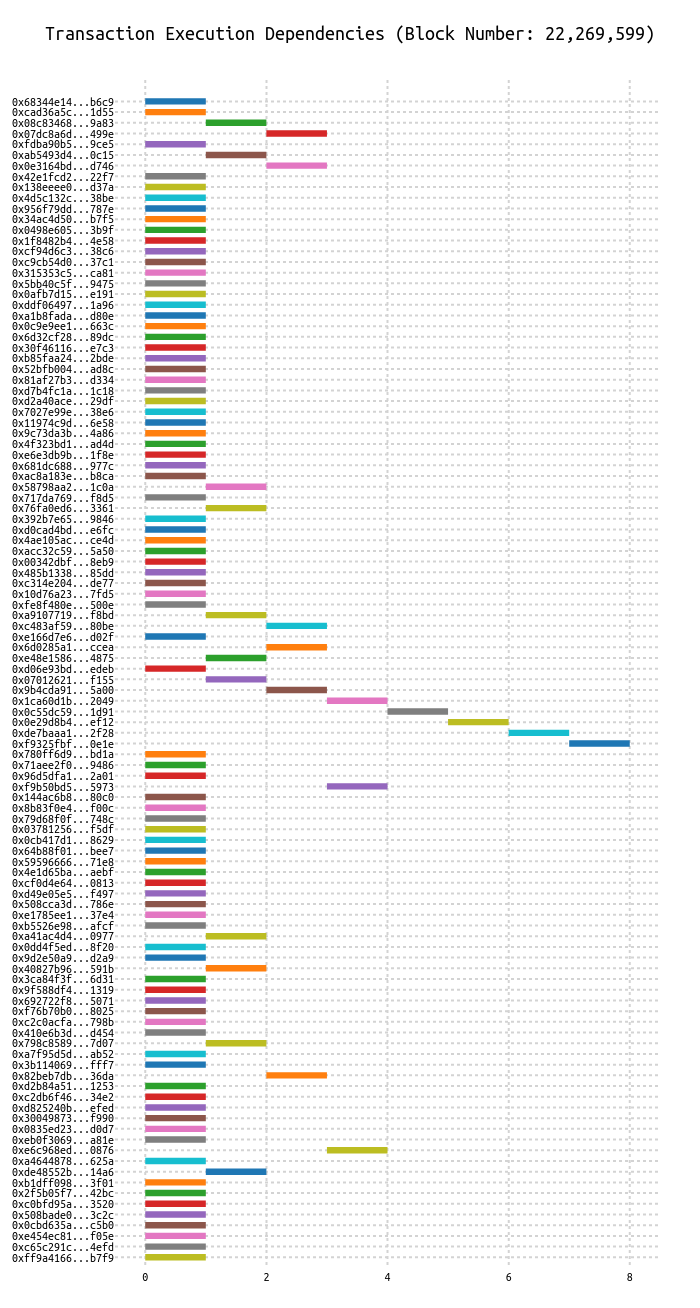 Transaction Execution Dependencies (Block Number: 22,269,599)
0x68344e14...b6c9
0xcad36a5c...1d55
0x08c83468...9a83
0x07dc8a6d...499e
0xfdba90b5...9ce5
0xab5493d4...0c15
0x0e3164bd...d746
0x42e1fcd2...22f7
0x138eeee0...d37a
0x4d5c132c...38be
0x956f79dd...787e
0x34ac4d50...b7f5
0x0498e605...3b9f
0x1f8482b4...4e58
0xcf94d6c3...38c6
0xc9cb54d0...37c1
0x315353c5...ca81
0x5bb40c5f...9475
0x0afb7d15...e191
0xddf06497...1a96
0xa1b8fada...d80e
0x0c9e9ee1...663c
0x6d32cf28...89dc
0x30f46116...e7c3
0xb85faa24...2bde
0x52bfb004...ad8c
0x81af27b3...d334
0xd7b4fc1a...1c18
0xd2a40ace...29df
0x7027e99e...38e6
0x11974c9d...6e58
0x9c73da3b...4a86
0x4f323bd1...ad4d
0xe6e3db9b...1f8e
0x681dc688...977c
0xac8a183e...b8ca
0x58798aa2...1c0a
0x717da769...f8d5
0x76fa0ed6...3361
0x392b7e65...9846
0xd0cad4bd...e6fc
0x4ae105ac...ce4d
0xacc32c59...5a50
0x00342dbf...8eb9
0x485b1338...85dd
0xc314e204...de77
0x10d76a23...7fd5
0xfe8f480e...500e
0xa9107719...f8bd
0xc483af59...80be
0xe166d7e6...d02f
0x6d0285a1...ccea
0xe48e1586...4875
0xd06e93bd...edeb
0x07012621...f155
0x9b4cda91...5a00
0x1ca60d1b...2049
0x0c55dc59...1d91
0x0e29d8b4...ef12
0xde7baaa1...2f28
0xf9325fbf...0e1e
0x780ff6d9...bd1a
0x71aee2f0...9486
0x96d5dfa1...2a01
0xf9b50bd5...5973
0x144ac6b8...80c0
0x8b83f0e4...f00c
0x79d68f0f...748c
0x03781256...f5df
0x0cb417d1...8629
0x64b88f01...bee7
0x59596666...71e8
0x4e1d65ba...aebf
0xcf0d4e64...0813
0xd49e05e5...f497
0x508cca3d...786e
0xe1785ee1...37e4
0xb5526e98...afcf
0xa41ac4d4...0977
0x0dd4f5ed...8f20
0x9d2e50a9...d2a9
0x40827b96...591b
0x3ca84f3f...6d31
0x9f588df4...1319
0x692722f8...5071
0xf76b70b0...8025
0xc2c0acfa...798b
0x410e6b3d...d454
0x798c8589...7d07
0xa7f95d5d...ab52
0x3b114069...fff7
0x82beb7db...36da
0xd2b84a51...1253
0xc2db6f46...34e2
0xd825240b...efed
0x30049873...f990
0x0835ed23...d0d7
0xeb0f3069...a81e
0xe6c968ed...0876
0xa4644878...625a
0xde48552b...14a6
0xb1dff098...3f01
0x2f5b05f7...42bc
0xc0bfd95a...3520
0x508bade0...3c2c
0x0cbd635a...c5b0
0xe454ec81...f05e
0xc65c291c...4efd
0xff9a4166...b7f9
0 2 4 6 8